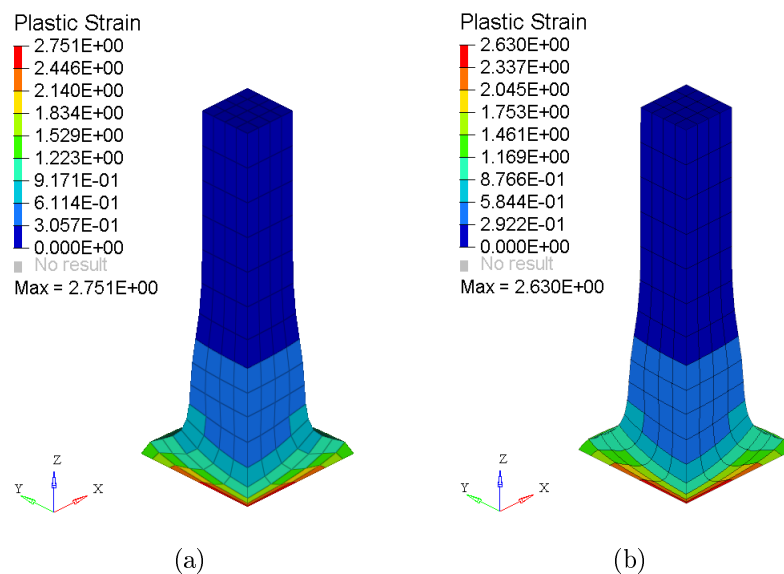 Plastic Strain
2.751E+00
2.446E+00
2.140E+00
1.834E+00
1.529E+00
1.223E+00
9.171E-01
6.114E-01
3.057E-01
0.000E+00
No result
Max = 2.751E+00
Z
Y
X
(a)
Plastic Strain
2.630E+00
2.337E+00
2.045E+00
1.753E+00
1.461E+00
1.169E+00
8.766E-01
5.844E-01
2.922E-01
0.000E+00
No result
Max = 2.630E+00
Z
Y
X
(b)